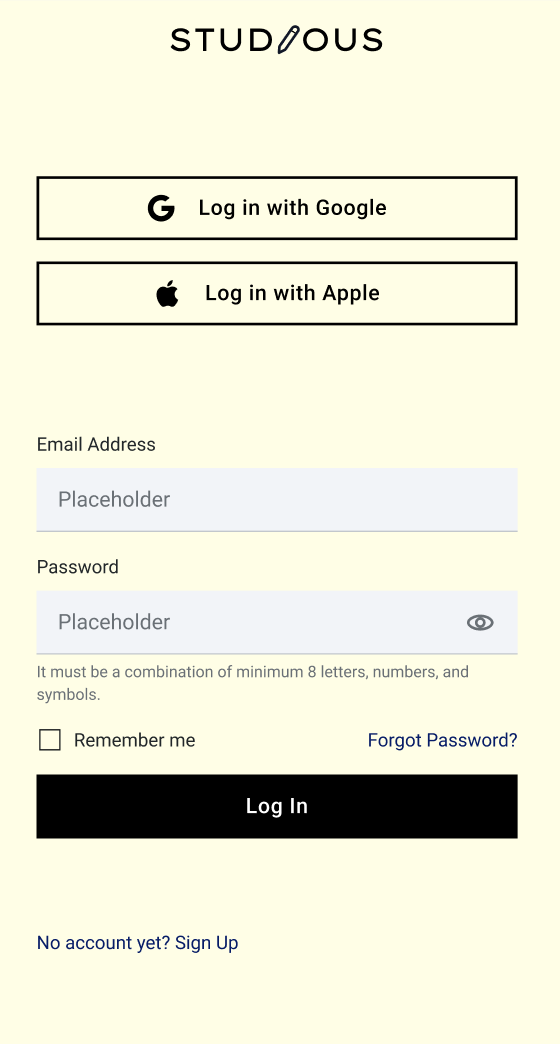 STUDIOUS
Log in with Google
Log in with Apple
Email Address
Placeholder
Password
Placeholder
It must be a combination of minimum 8 letters, numbers, and
symbols.
Remember me
Forgot Password?
Log In
No account yet? Sign Up